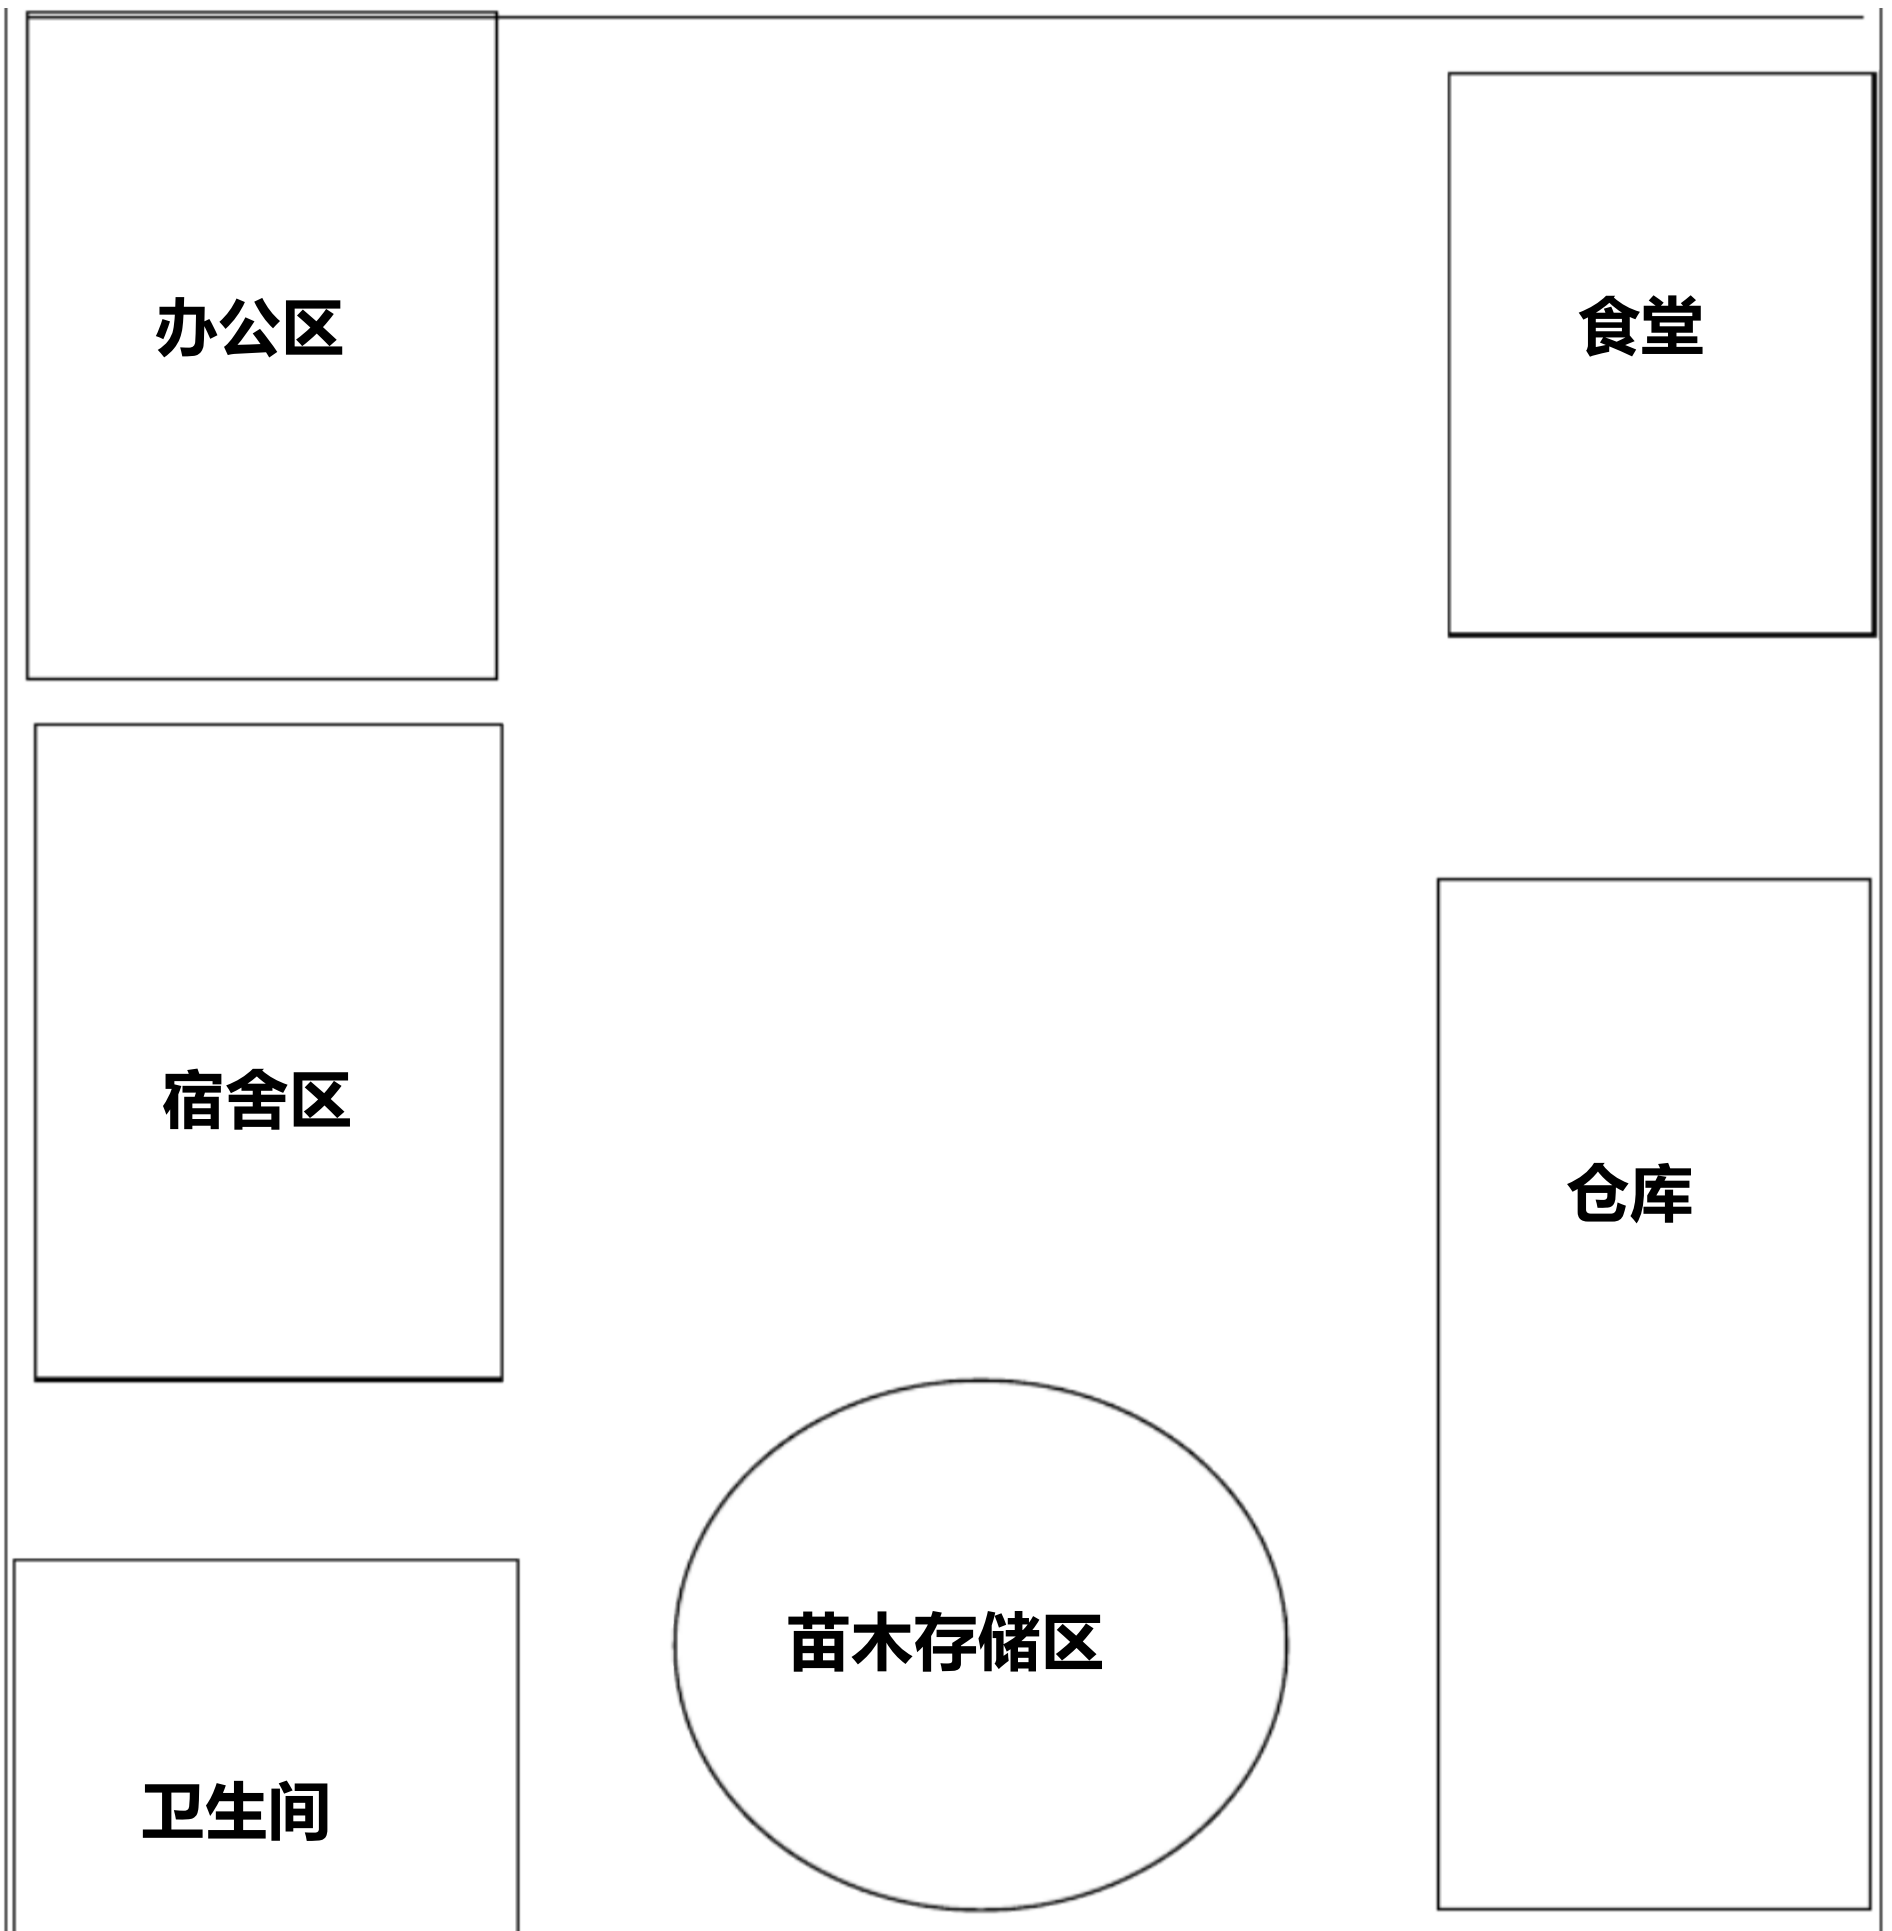 办公区
食堂
宿舍区
仓库
苗木存储区
卫生间